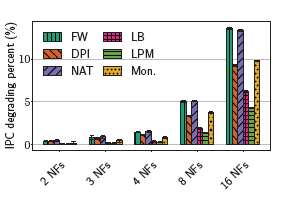 IPC degrading percent (%)
10
5
0
FW
LB
DPI
LPM
NAT
Mon.
2 NFs
3 NFs
4 NFs
8 NFs
16 NFs